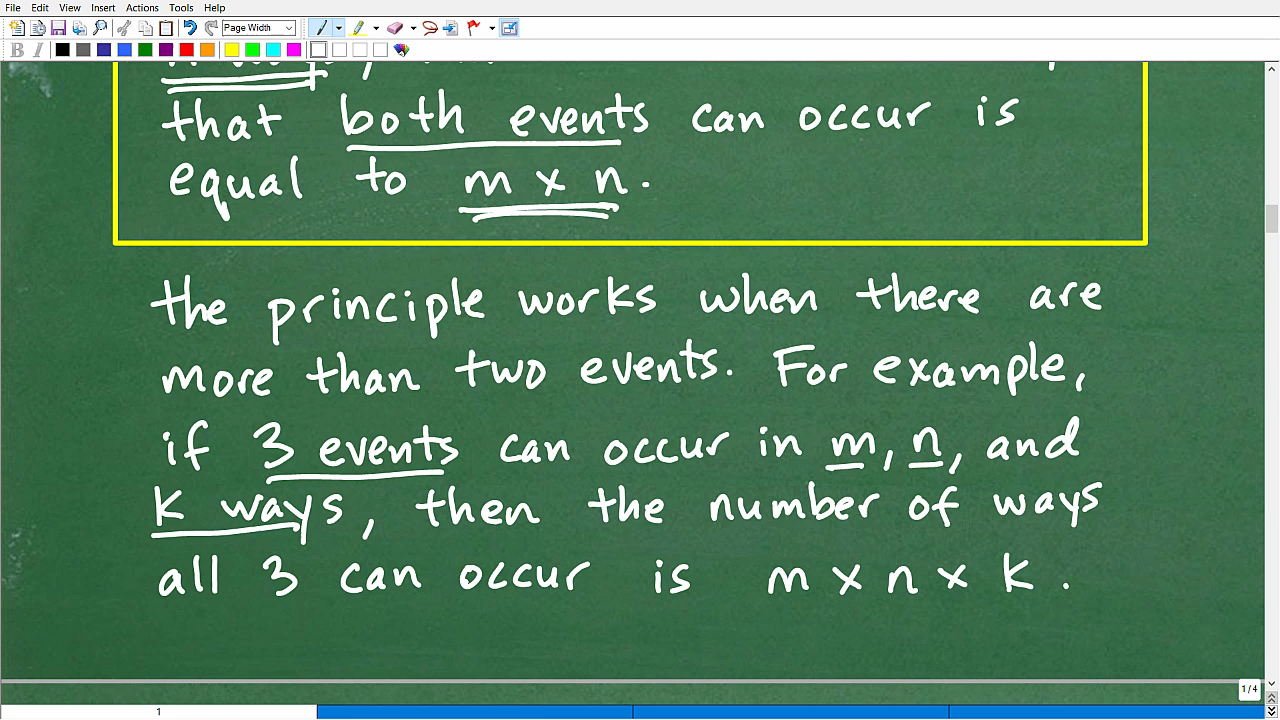 File Edit View Insert Actions Tools Help
Page Width
B I
that both events can occur is
equal to m x n.
the principle works when there are
more than two events. For example,
if 3 events can occur in m, n, and
k ways, then the number of ways
all 3 can occur is m x n x k.
1/4
1